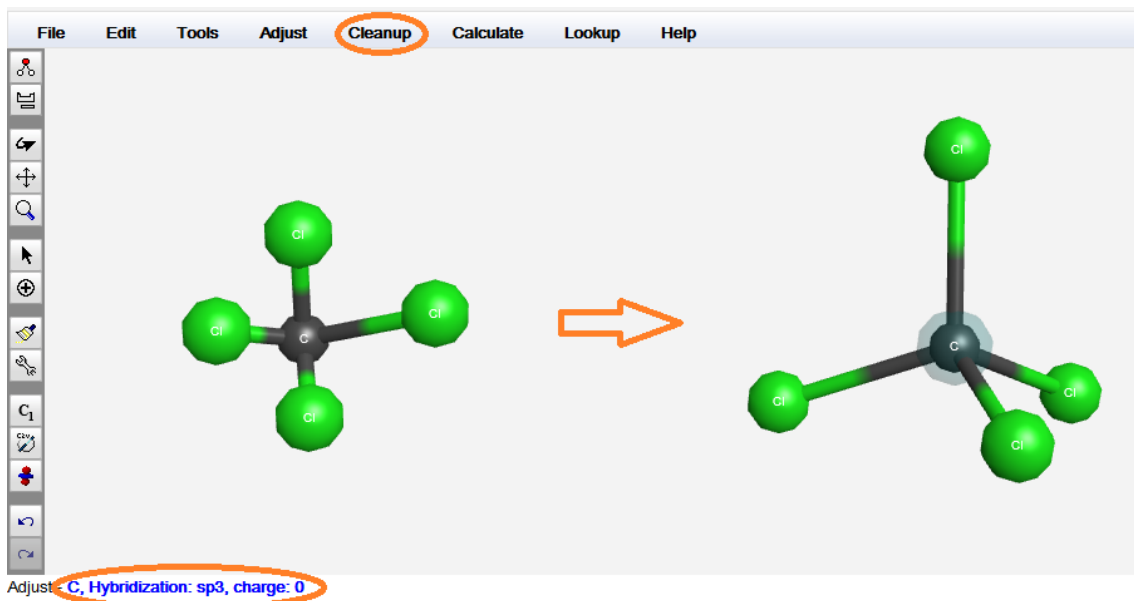 File Edit Tools Adjust Cleanup Calculate Lookup Help
Cl
Cl
Cl
C
Cl
Cl
C
Cl
Cl
Cl
C₁
C2v
Adjust - C, Hybridization: sp3, charge: 0